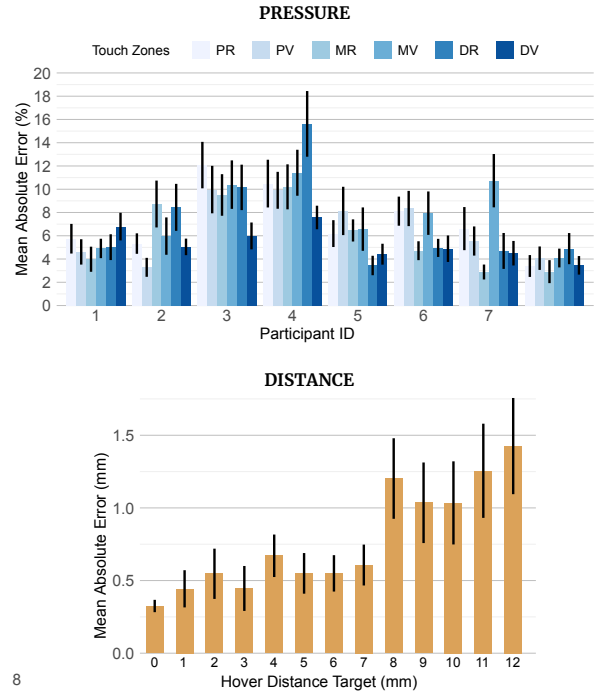 PRESSURE
Touch Zones PR PV MR MV DR DV
Mean Absolute Error (%)
20
18
16
14
12
10
8
6
4
2
0
1 2 3 4 5 6 7
Participant ID
DISTANCE
Mean Absolute Error (mm)
1.5
1.0
0.5
0.0
0 1 2 3 4 5 6 7 8 9 10 11 12
Hover Distance Target (mm)
8